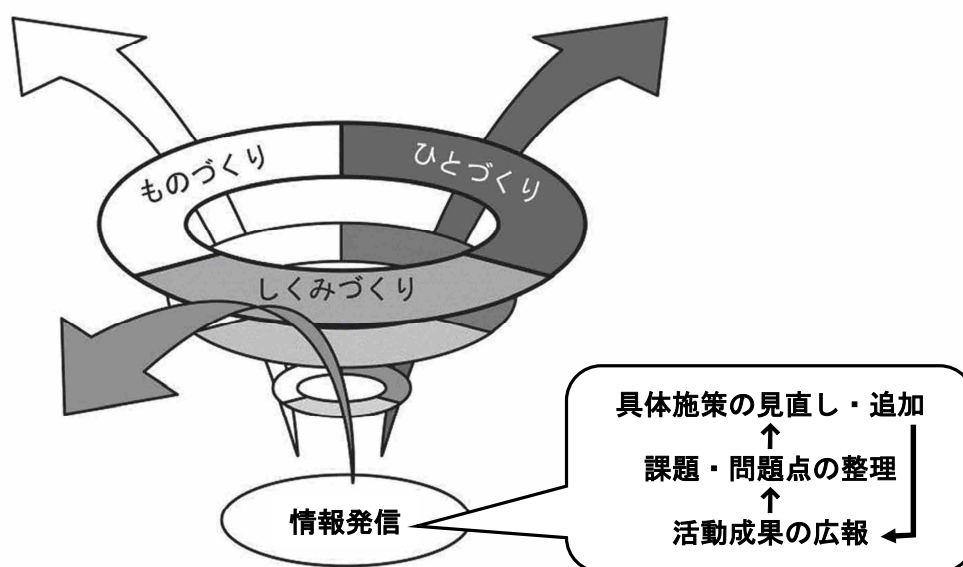 ものづくり
ひとづくり
しくみづくり
具体施策の見直し・追加
↑
課題・問題点の整理
↑
活動成果の広報
情報発信